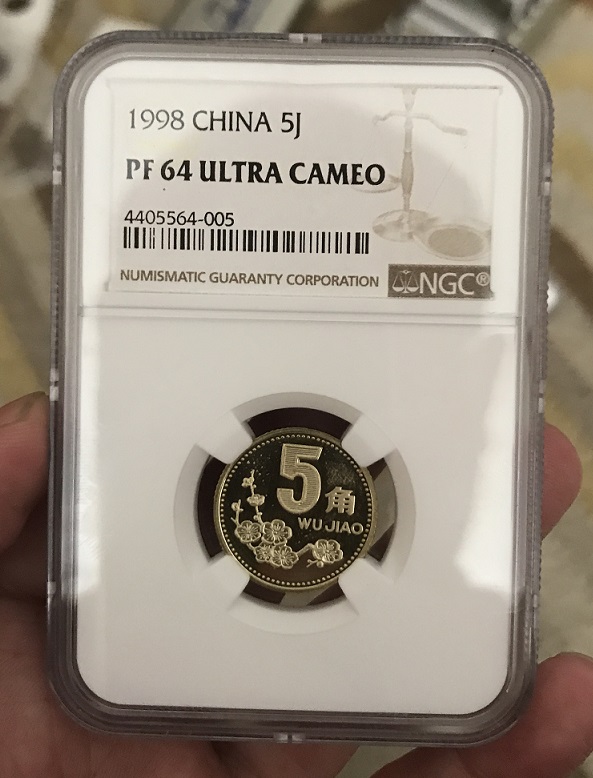 1998 CHINA 5J
PF 64 ULTRA CAMEO
4405564-005
NUMISMATIC GUARANTY CORPORATION
NGC®
5角
WU JIAO